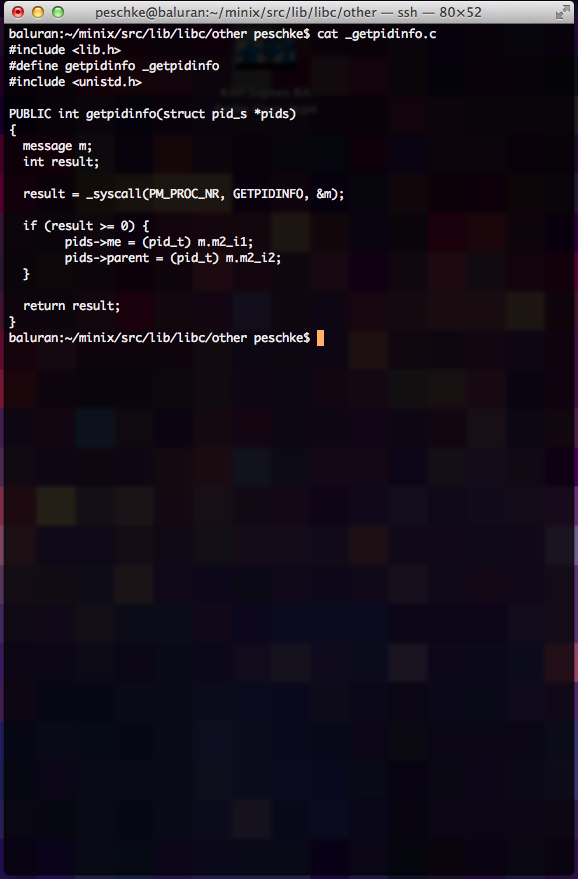 peschke@baluran:~/minix/src/lib/libc/other — ssh — 80×52
baluran:~/minix/src/lib/libc/other peschke$ cat _getpidinfo.c
#include <lib.h>
#define getpidinfo _getpidinfo
#include <unistd.h>

PUBLIC int getpidinfo(struct pid_s *pids)
{
  message m;
  int result;

  result = _syscall(PM_PROC_NR, GETPIDINFO, &m);

  if (result >= 0) {
        pids->me = (pid_t) m.m2_i1;
        pids->parent = (pid_t) m.m2_i2;
  }

  return result;
}
baluran:~/minix/src/lib/libc/other peschke$